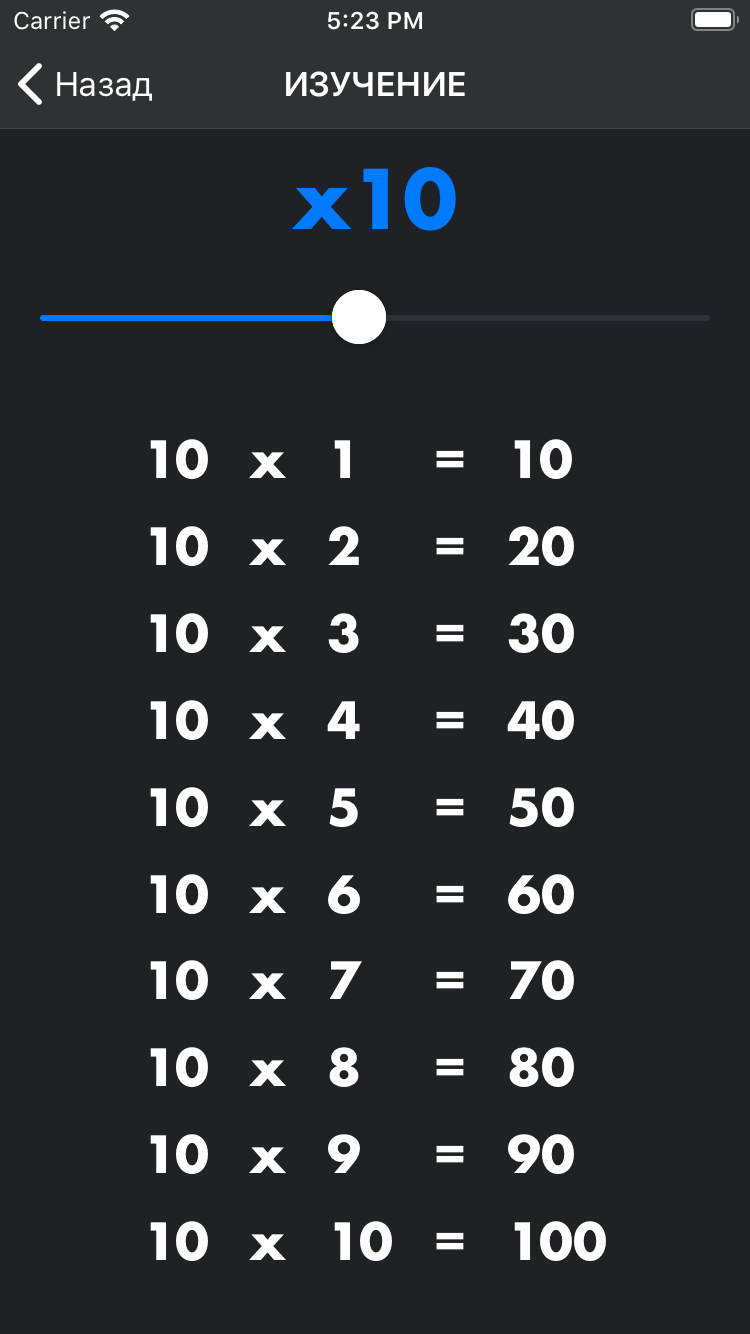 Carrier 5:23 PM
Назад ИЗУЧЕНИЕ
x10
10 x 1 = 10
10 x 2 = 20
10 x 3 = 30
10 x 4 = 40
10 x 5 = 50
10 x 6 = 60
10 x 7 = 70
10 x 8 = 80
10 x 9 = 90
10 x 10 = 100